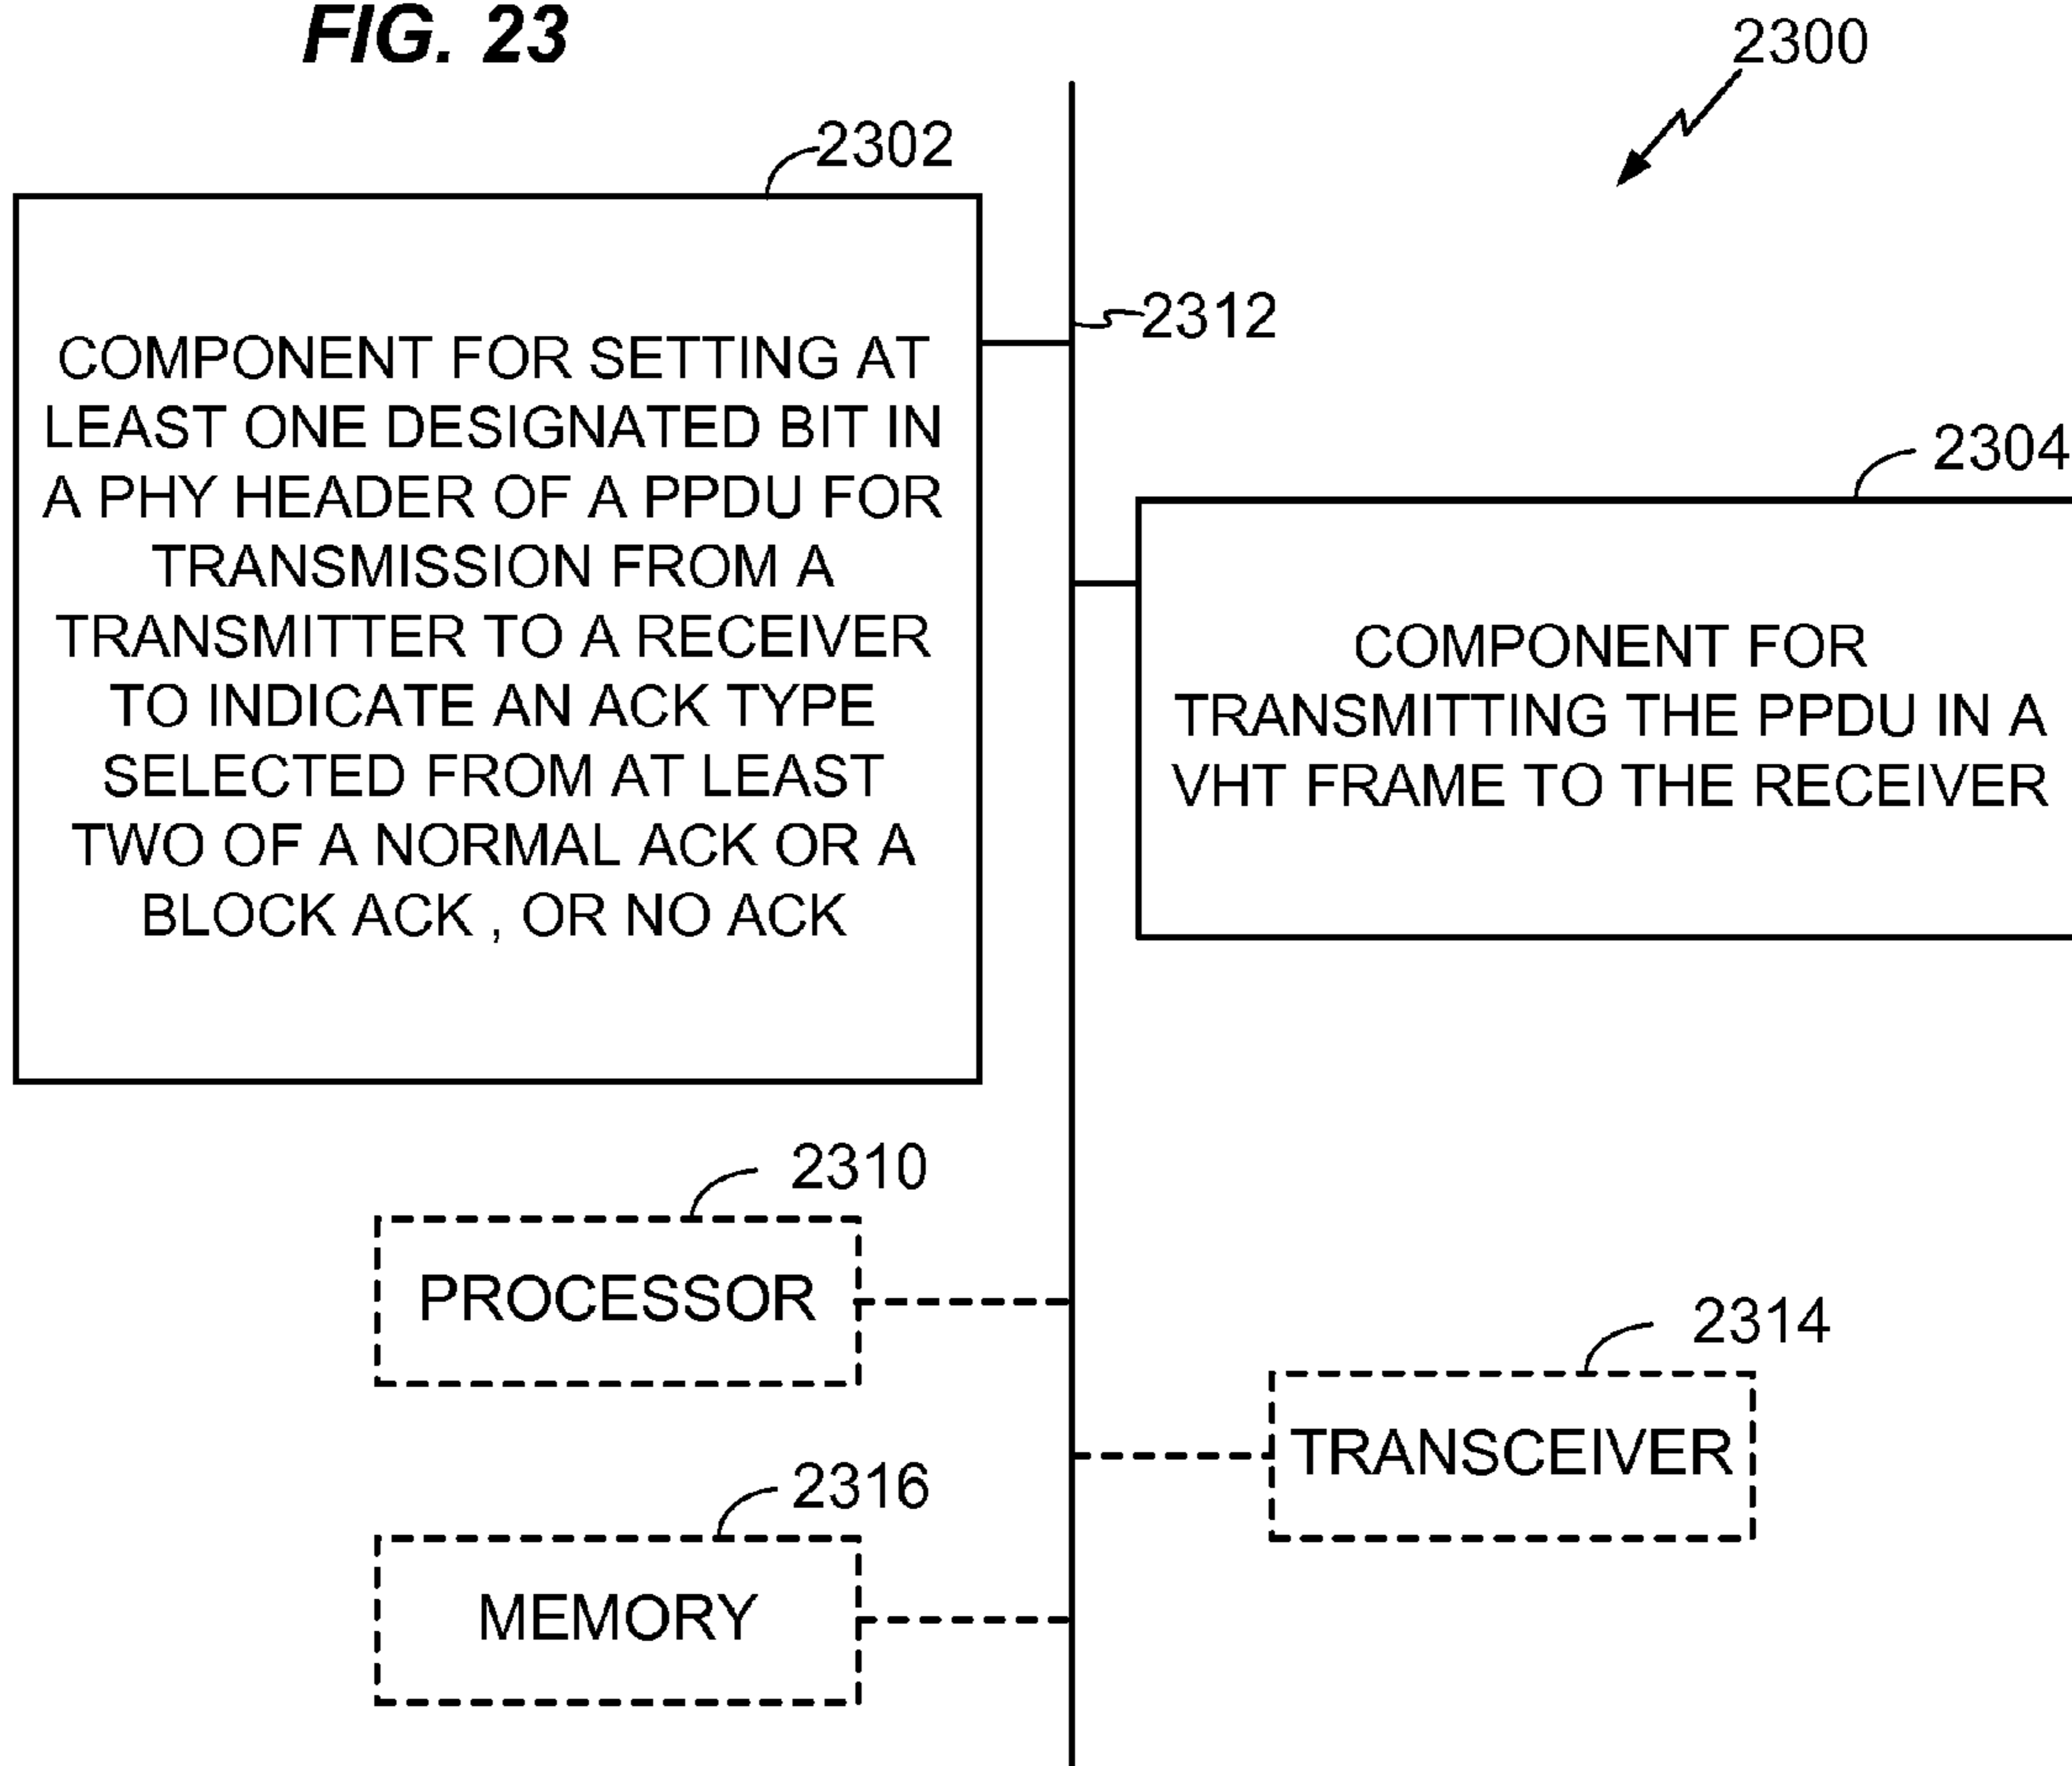 FIG. 23
2300
2302
COMPONENT FOR SETTING AT
LEAST ONE DESIGNATED BIT IN
A PHY HEADER OF A PPDU FOR
TRANSMISSION FROM A
TRANSMITTER TO A RECEIVER
TO INDICATE AN ACK TYPE
SELECTED FROM AT LEAST
TWO OF A NORMAL ACK OR A
BLOCK ACK , OR NO ACK
2312
2304
COMPONENT FOR
TRANSMITTING THE PPDU IN A
VHT FRAME TO THE RECEIVER
2310
PROCESSOR
2314
TRANSCEIVER
2316
MEMORY